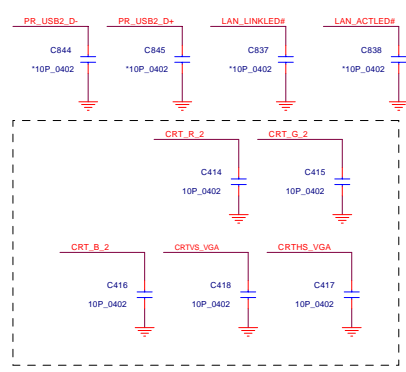 PR_USB2_D- PR_USB2_D+ LAN_LINKLED# LAN_ACTLED#
C844 C845 C837 C838
*10P_0402 *10P_0402 *10P_0402 *10P_0402
CRT_R_2 CRT_G_2
C414 C415
10P_0402 10P_0402
CRT_B_2 CRTVS_VGA CRTHS_VGA
C416 C418 C417
10P_0402 10P_0402 10P_0402